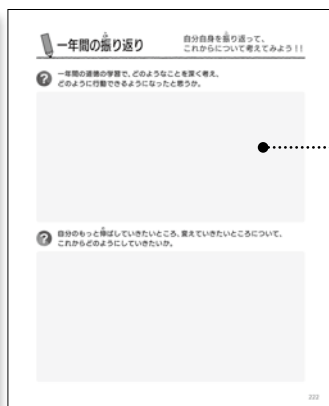 一年間の振り返り
自分自身を振り返って、
これからについて考えてみよう!!
一年間の道徳の学習で、どのようなことを深く考え、
どのように行動できるようになったと思うか。
自分のもっと伸ばしていきたいところ、変えていきたいところについて、
これからどのようにしていきたいか。
222